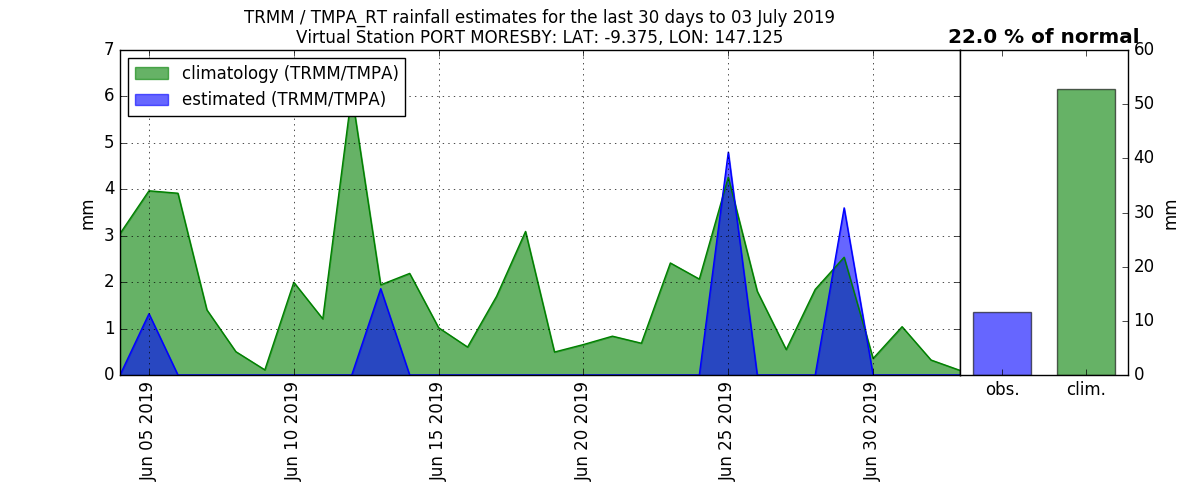 TRMM / TMPA_RT rainfall estimates for the last 30 days to 03 July 2019
Virtual Station PORT MORESBY: LAT: -9.375, LON: 147.125
22.0 % of normal
climatology (TRMM/TMPA)
estimated (TRMM/TMPA)
7
6
5
4
3
2
1
0
mm
Jun 05 2019
Jun 10 2019
Jun 15 2019
Jun 20 2019
Jun 25 2019
Jun 30 2019
60
50
40
30
20
10
0
mm
obs.
clim.